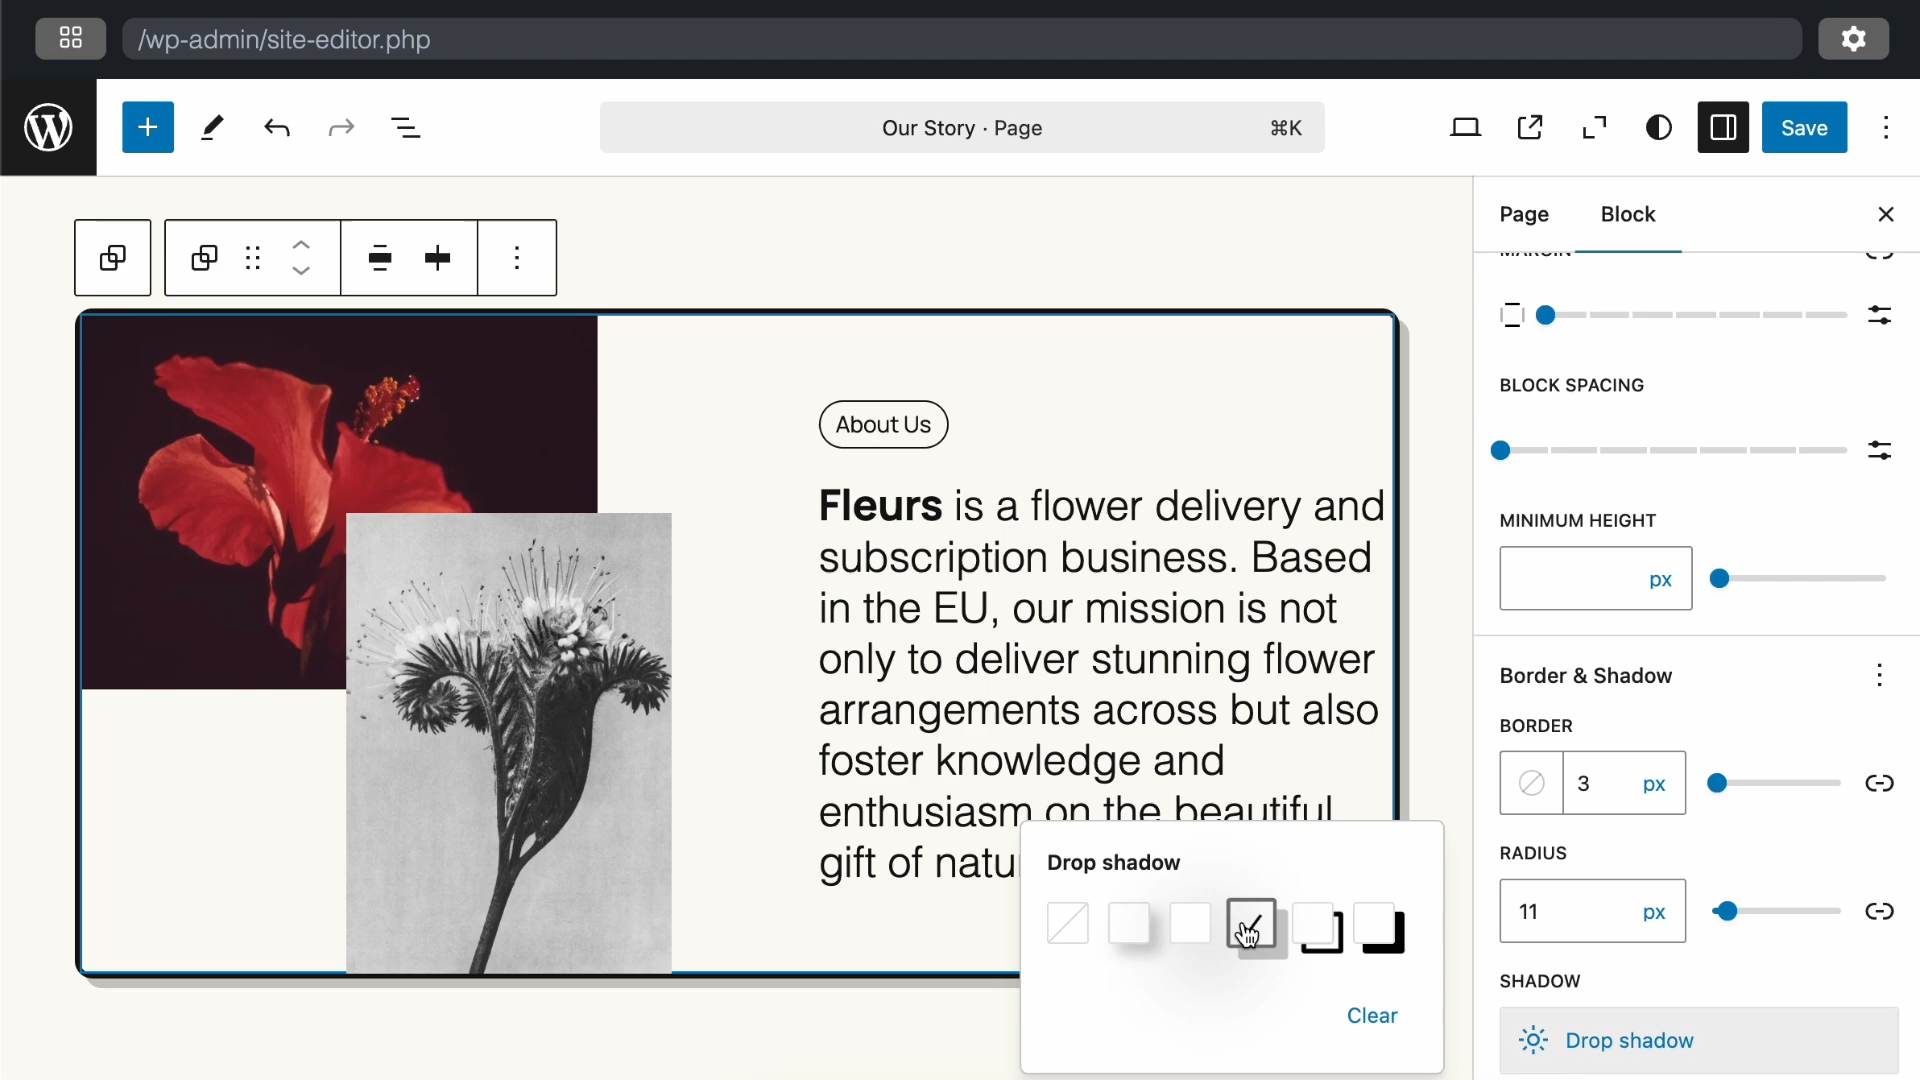 /wp-admin/site-editor.php
Our Story · Page ⌘K
Save
Page Block
BLOCK SPACING
MINIMUM HEIGHT
px
Border & Shadow
BORDER
3 px
RADIUS
11 px
SHADOW
Drop shadow
About Us
Fleurs is a flower delivery and
subscription business. Based
in the EU, our mission is not
only to deliver stunning flower
arrangements across but also
foster knowledge and
enthusiasm on the beautiful
gift of natu
Drop shadow
Clear